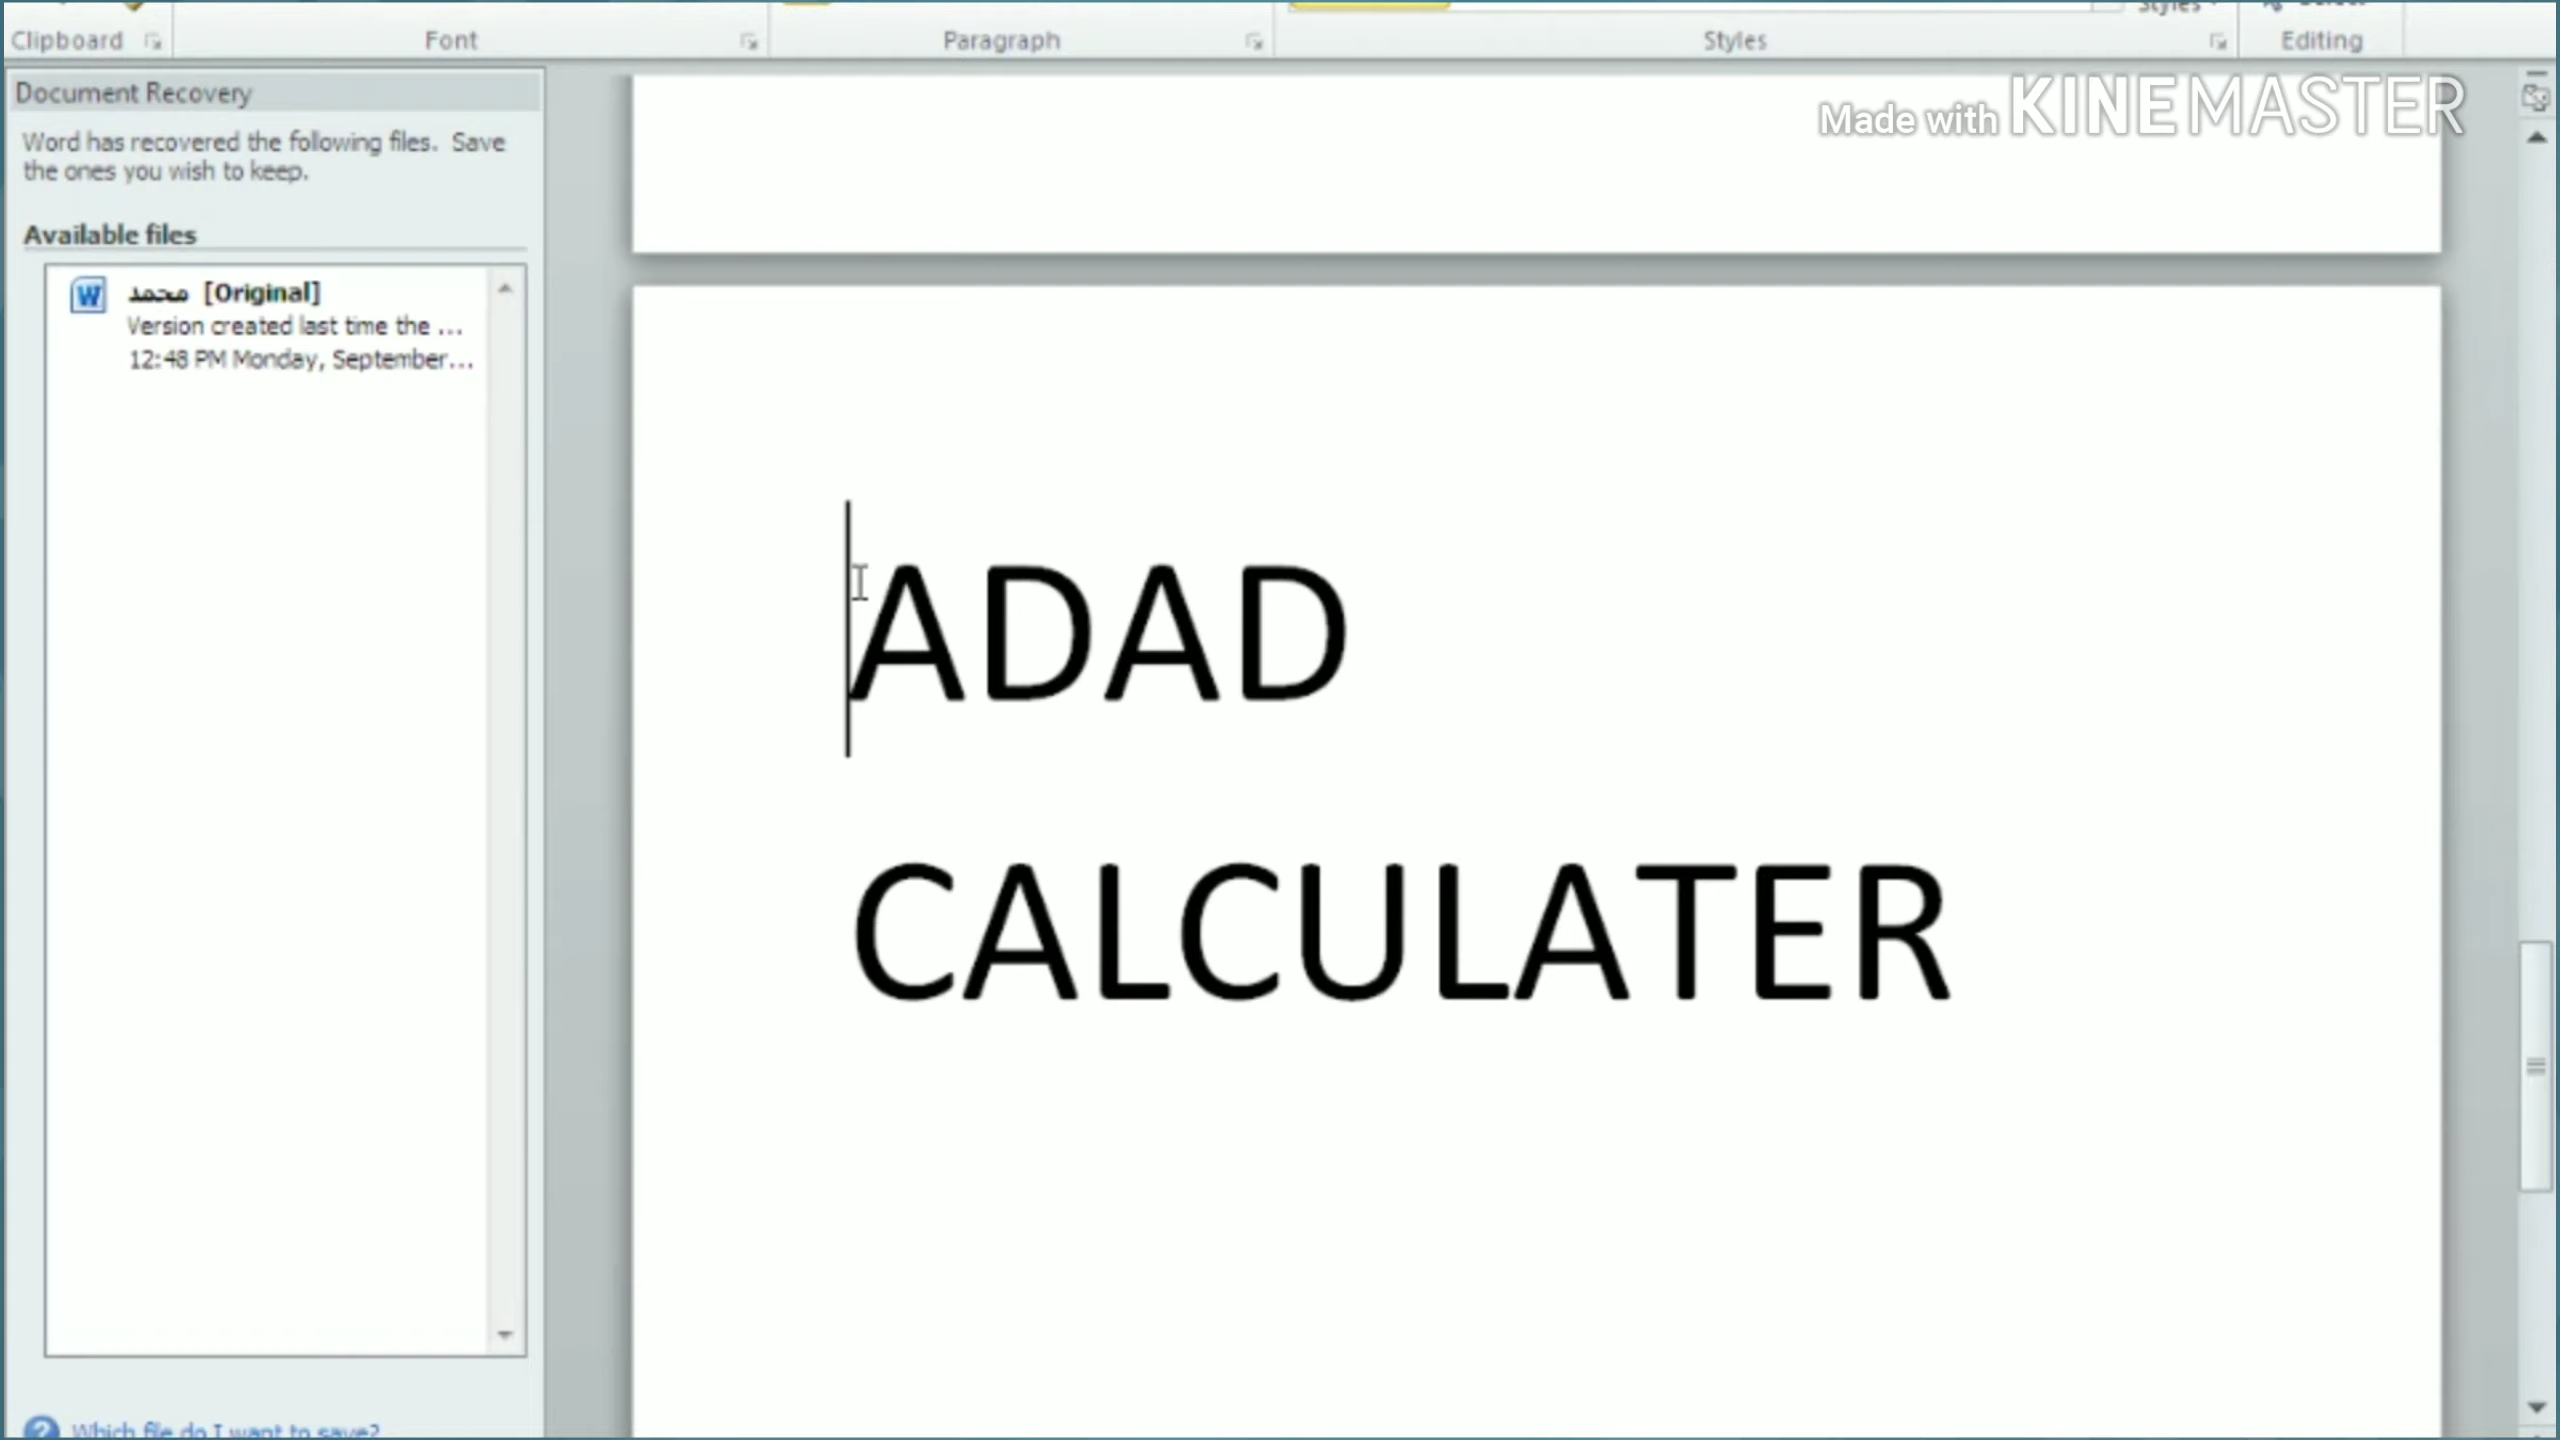 Clipboard
Font
Paragraph
Styles
Styles
Editing
Document Recovery
Word has recovered the following files. Save
the ones you wish to keep.
Available files
محمد [Original]
Version created last time the ...
12:48 PM Monday, September...
Which file do I want to save?
Made with KINEMASTER
ADAD
CALCULATER